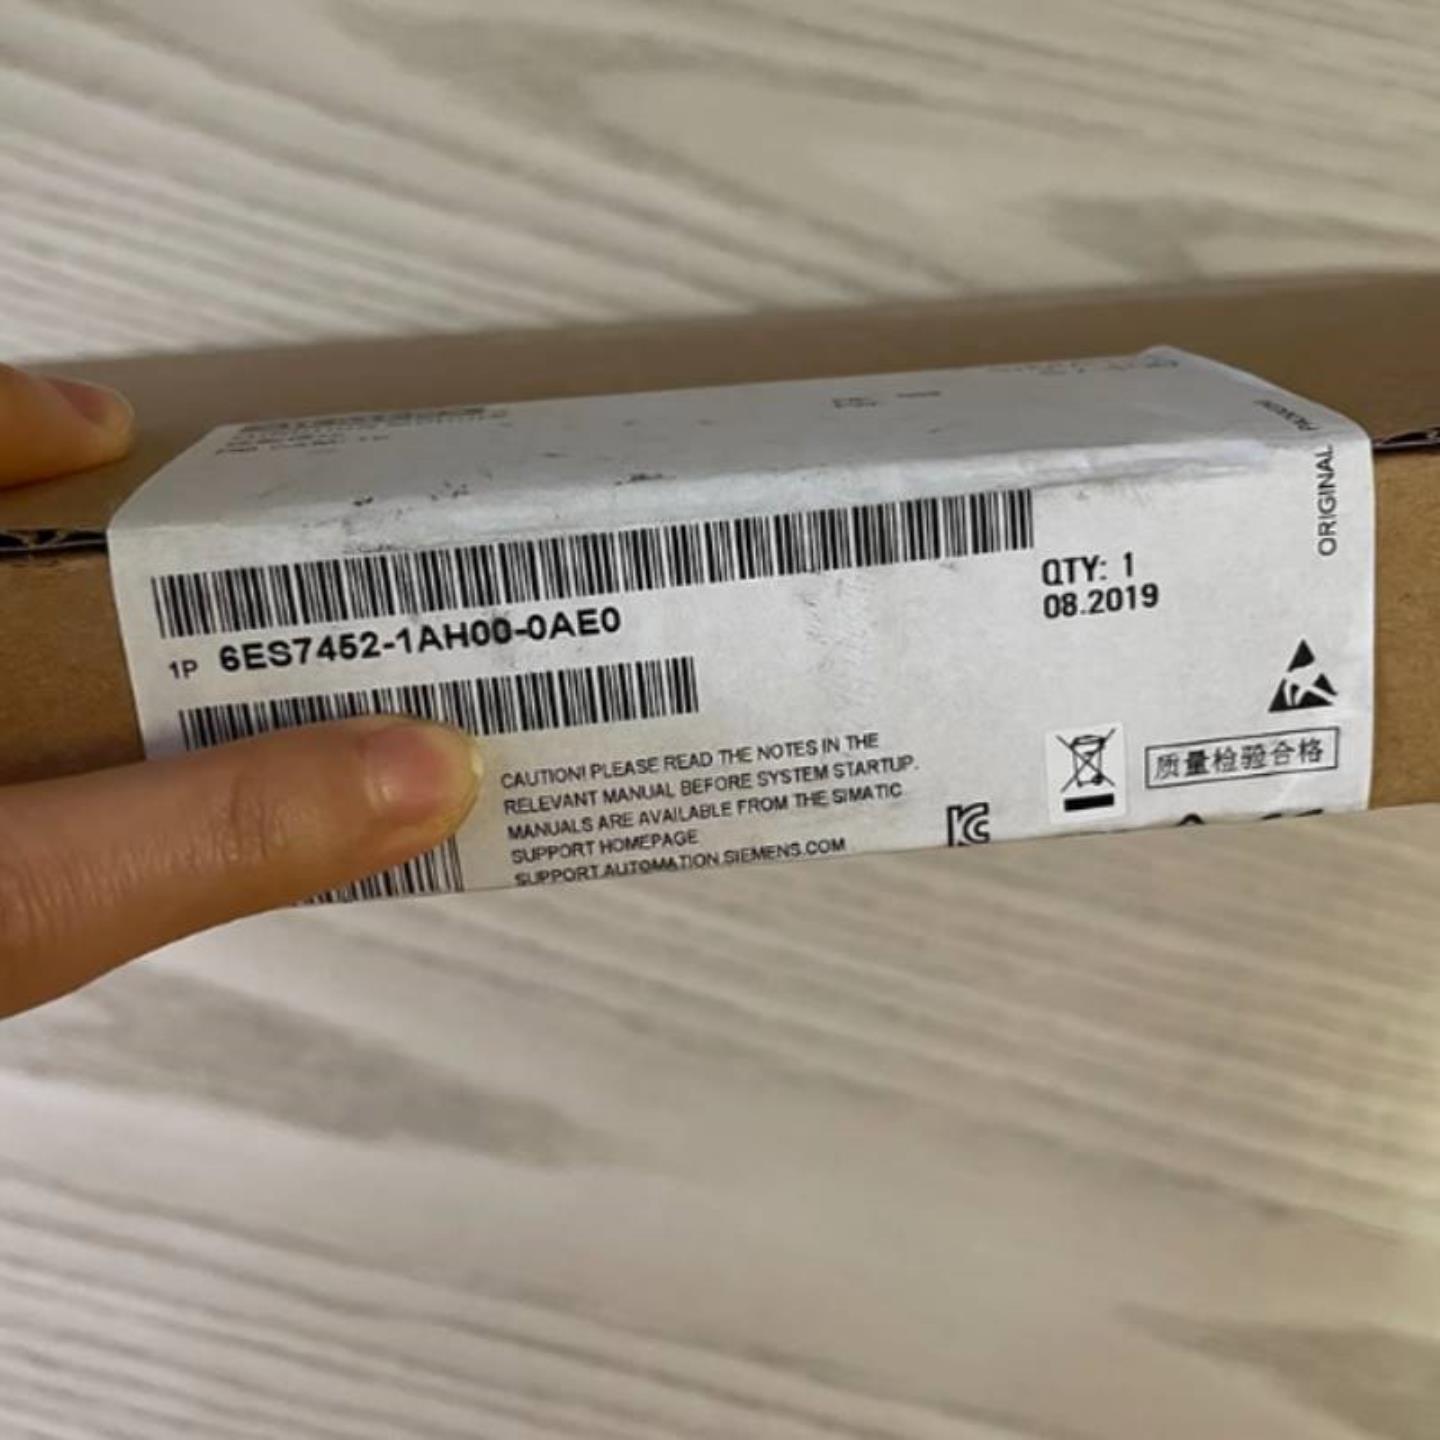 PACKING
ORIGINAL
QTY: 1
08.2019
1P 6ES7452-1AH00-0AE0
CAUTION! PLEASE READ THE NOTES IN THE
RELEVANT MANUAL BEFORE SYSTEM STARTUP.
MANUALS ARE AVAILABLE FROM THE SIMATIC
SUPPORT HOMEPAGE
SUPPORT.AUTOMATION.SIEMENS.COM
质量检验合格